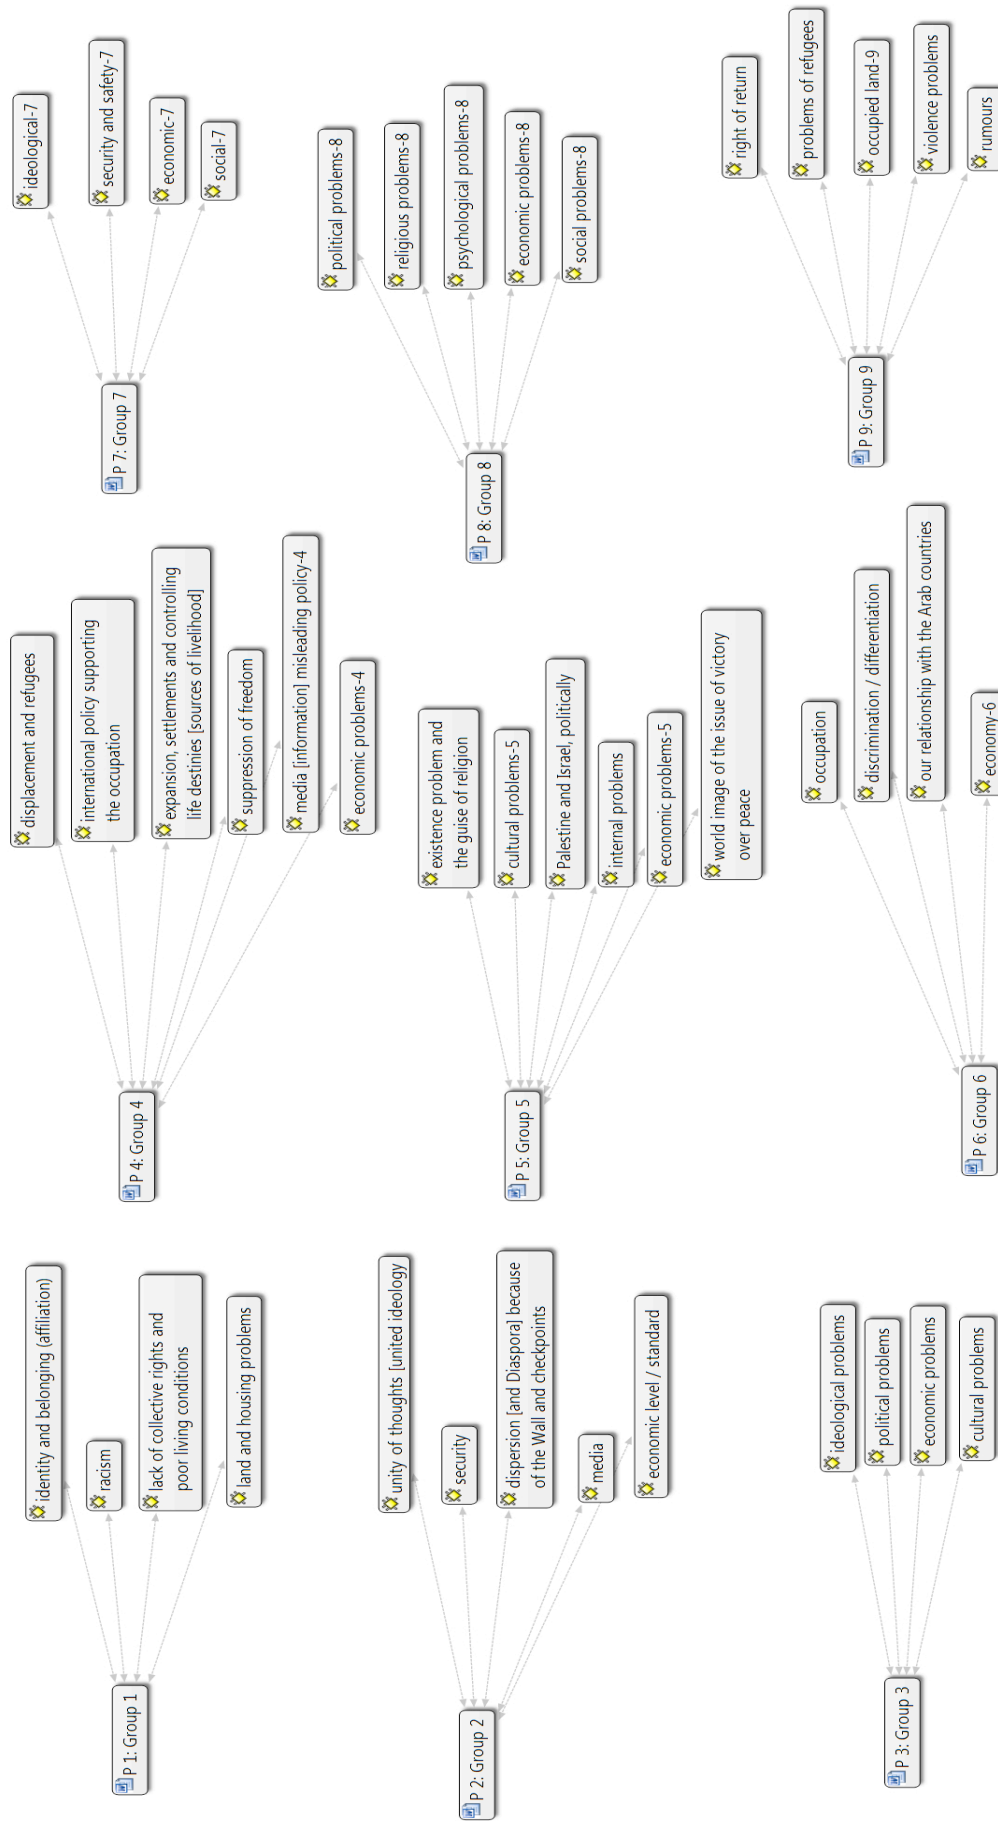 P 1: Group 1
identity and belonging (affiliation)
racism
lack of collective rights and
poor living conditions
land and housing problems
P 2: Group 2
unity of thoughts [united ideology
security
dispersion [and Diaspora] because
of the Wall and checkpoints
media
economic level / standard
P 3: Group 3
ideological problems
political problems
economic problems
cultural problems
P 4: Group 4
displacement and refugees
international policy supporting
the occupation
expansion, settlements and controlling
life destinies [sources of livelihood]
suppression of freedom
media [information] misleading policy-4
economic problems-4
P 5: Group 5
existence problem and
the guise of religion
cultural problems-5
Palestine and Israel, politically
internal problems
economic problems-5
world image of the issue of victory
over peace
P 6: Group 6
occupation
discrimination / differentiation
our relationship with the Arab countries
economy-6
P 7: Group 7
ideological-7
security and safety-7
economic-7
social-7
P 8: Group 8
political problems-8
religious problems-8
psychological problems-8
economic problems-8
social problems-8
P 9: Group 9
right of return
problems of refugees
occupied land-9
violence problems
rumours